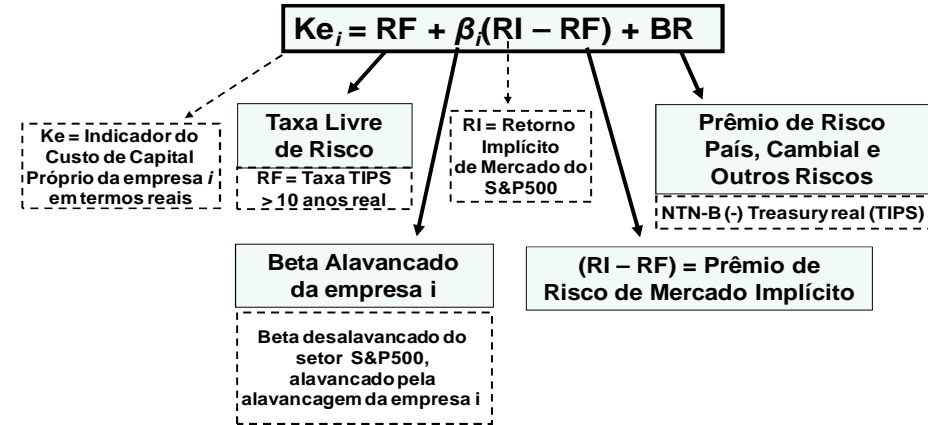 Ke_i = RF + β_i(RI – RF) + BR
Ke = Indicador do
Custo de Capital
Próprio da empresa i
em termos reais
Taxa Livre
de Risco
RF = Taxa TIPS
> 10 anos real
RI = Retorno
Implícito
de Mercado do
S&P500
Prêmio de Risco
País, Cambial e
Outros Riscos
NTN-B (-) Treasury real (TIPS)
Beta Alavancado
da empresa i
Beta desalavancado do
setor S&P500,
alavancado pela
alavancagem da empresa i
(RI – RF) = Prêmio de
Risco de Mercado Implícito